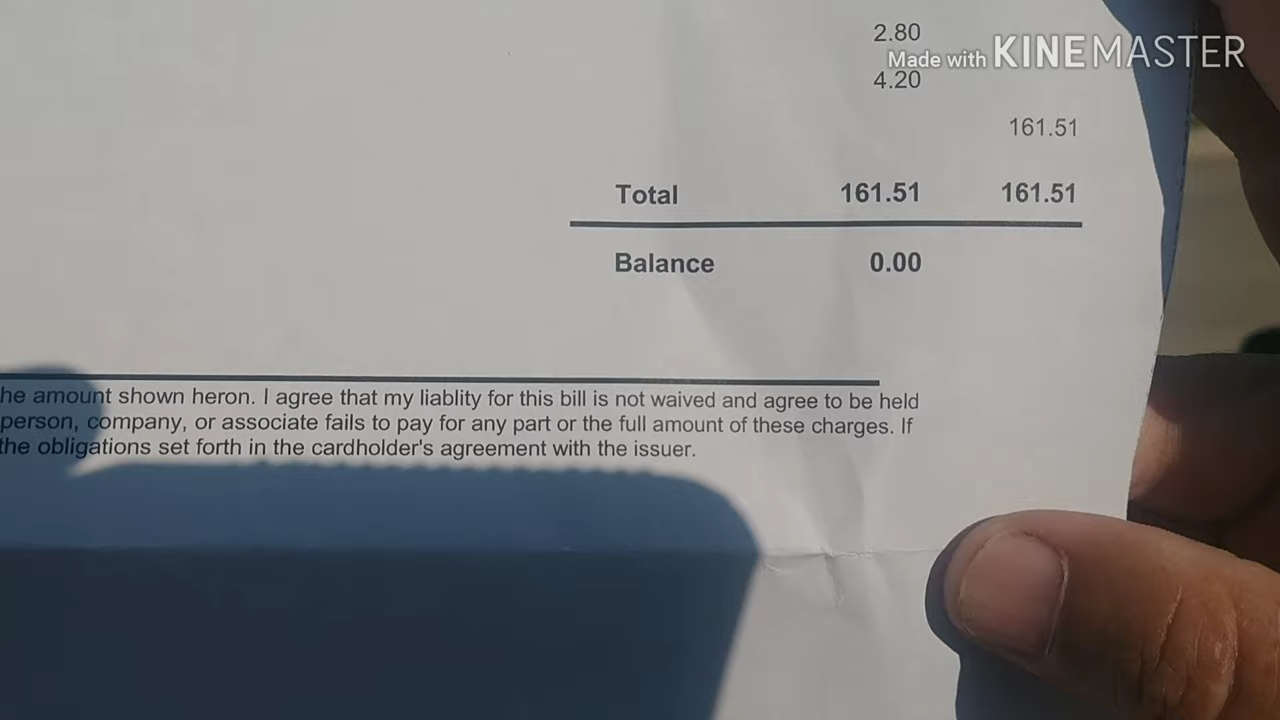 2.80
Made with KINEMASTER
4.20
161.51
Total 161.51 161.51
Balance 0.00
he amount shown heron. I agree that my liablity for this bill is not waived and agree to be held
person, company, or associate fails to pay for any part or the full amount of these charges. If
the obligations set forth in the cardholder's agreement with the issuer.